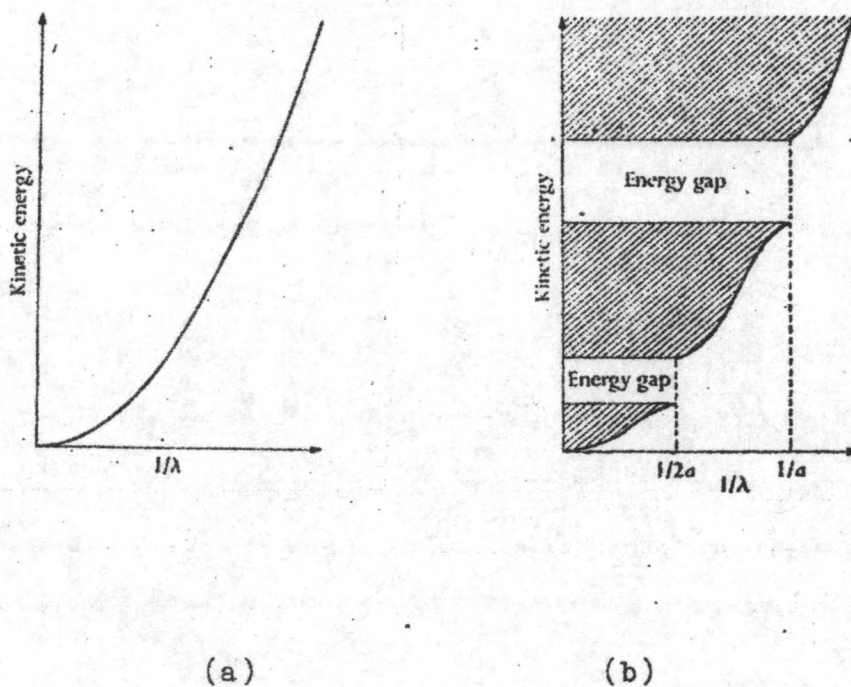 Kinetic energy
1/λ
(a)
Kinetic energy
Energy gap
Energy gap
1/2a
1/a
1/λ
(b)